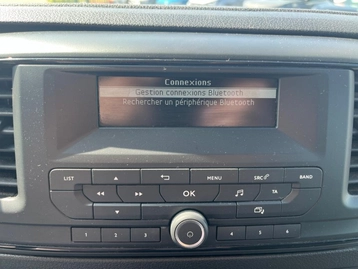 Connexions
Gestion connexions Bluetooth
Rechercher un périphérique Bluetooth
LIST
MENU
SRC
BAND
OK
TA
1 2 3 4 5 6